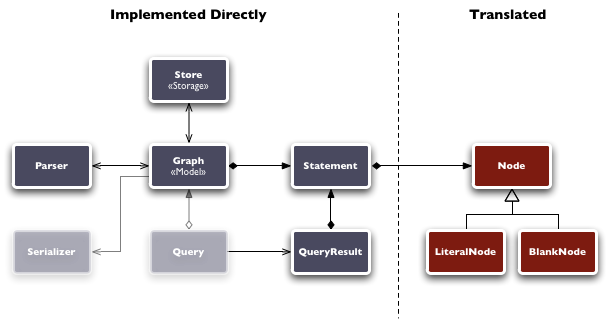 Implemented Directly
Translated
Store
«Storage»
Parser
Graph
«Model»
Statement
Node
Serializer
Query
QueryResult
LiteralNode
BlankNode